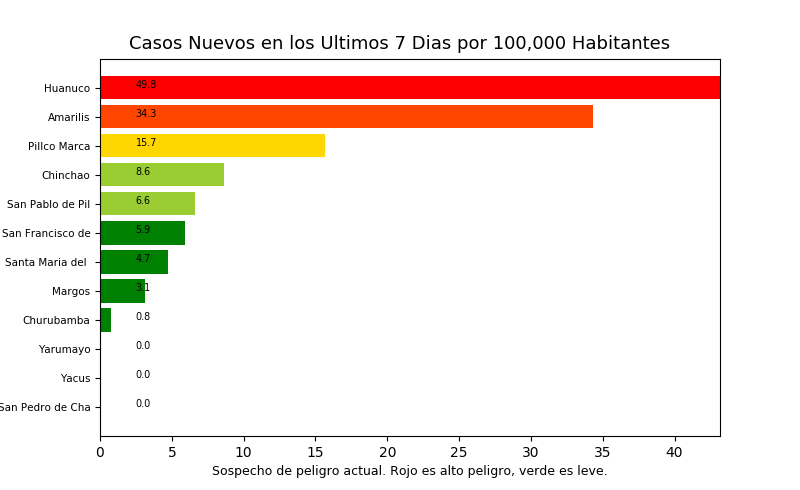 Casos Nuevos en los Ultimos 7 Dias por 100,000 Habitantes
Huanuco 49.8
Amarilis 34.3
Pillco Marca 15.7
Chinchao 8.6
San Pablo de Pil 6.6
San Francisco de 5.9
Santa Maria del 4.7
Margos 3.1
Churubamba 0.8
Yarumayo 0.0
Yacus 0.0
San Pedro de Cha 0.0
0 5 10 15 20 25 30 35 40
Sospecho de peligro actual. Rojo es alto peligro, verde es leve.